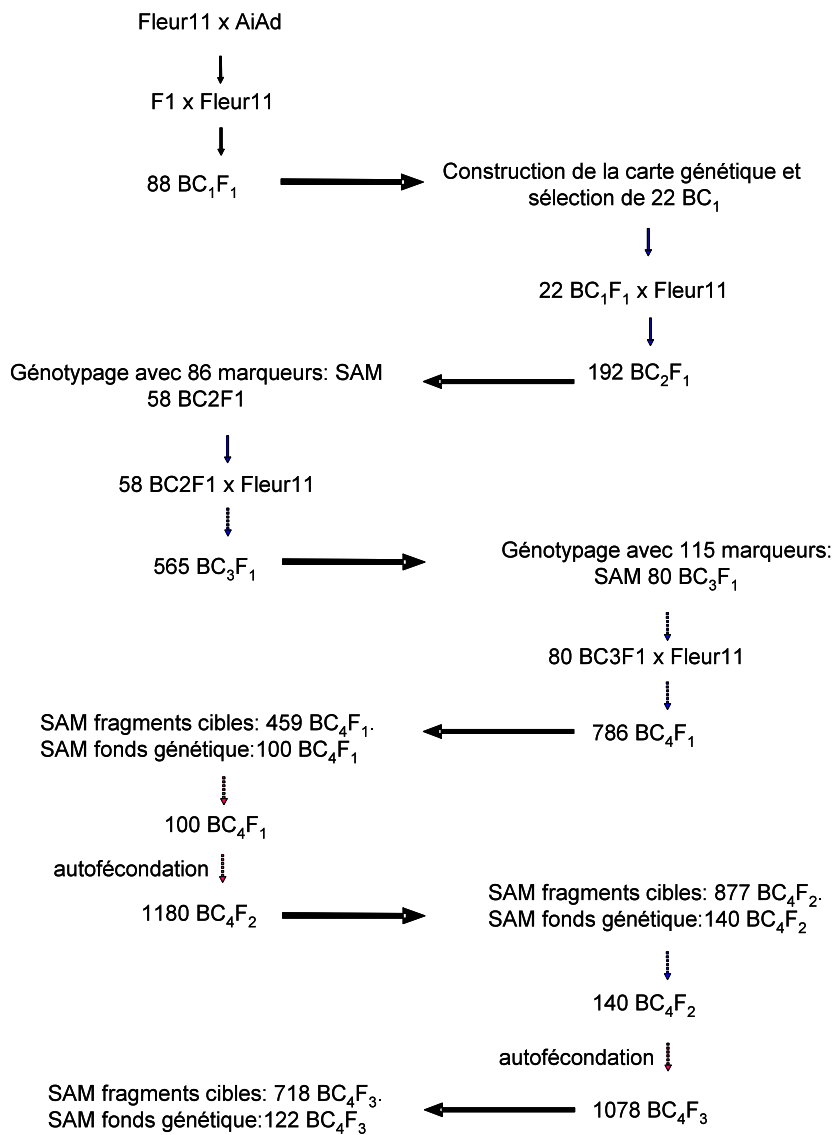 Fleur11 x AiAd
F1 x Fleur11
88 BC₁F₁
Construction de la carte génétique et
sélection de 22 BC₁
22 BC₁F₁ x Fleur11
192 BC₂F₁
Génotypage avec 86 marqueurs: SAM
58 BC2F1
58 BC2F1 x Fleur11
565 BC₃F₁
Génotypage avec 115 marqueurs:
SAM 80 BC₃F₁
80 BC3F1 x Fleur11
786 BC₄F₁
SAM fragments cibles: 459 BC₄F₁.
SAM fonds génétique:100 BC₄F₁
100 BC₄F₁
autofécondation
1180 BC₄F₂
SAM fragments cibles: 877 BC₄F₂.
SAM fonds génétique:140 BC₄F₂
140 BC₄F₂
autofécondation
1078 BC₄F₃
SAM fragments cibles: 718 BC₄F₃.
SAM fonds génétique:122 BC₄F₃